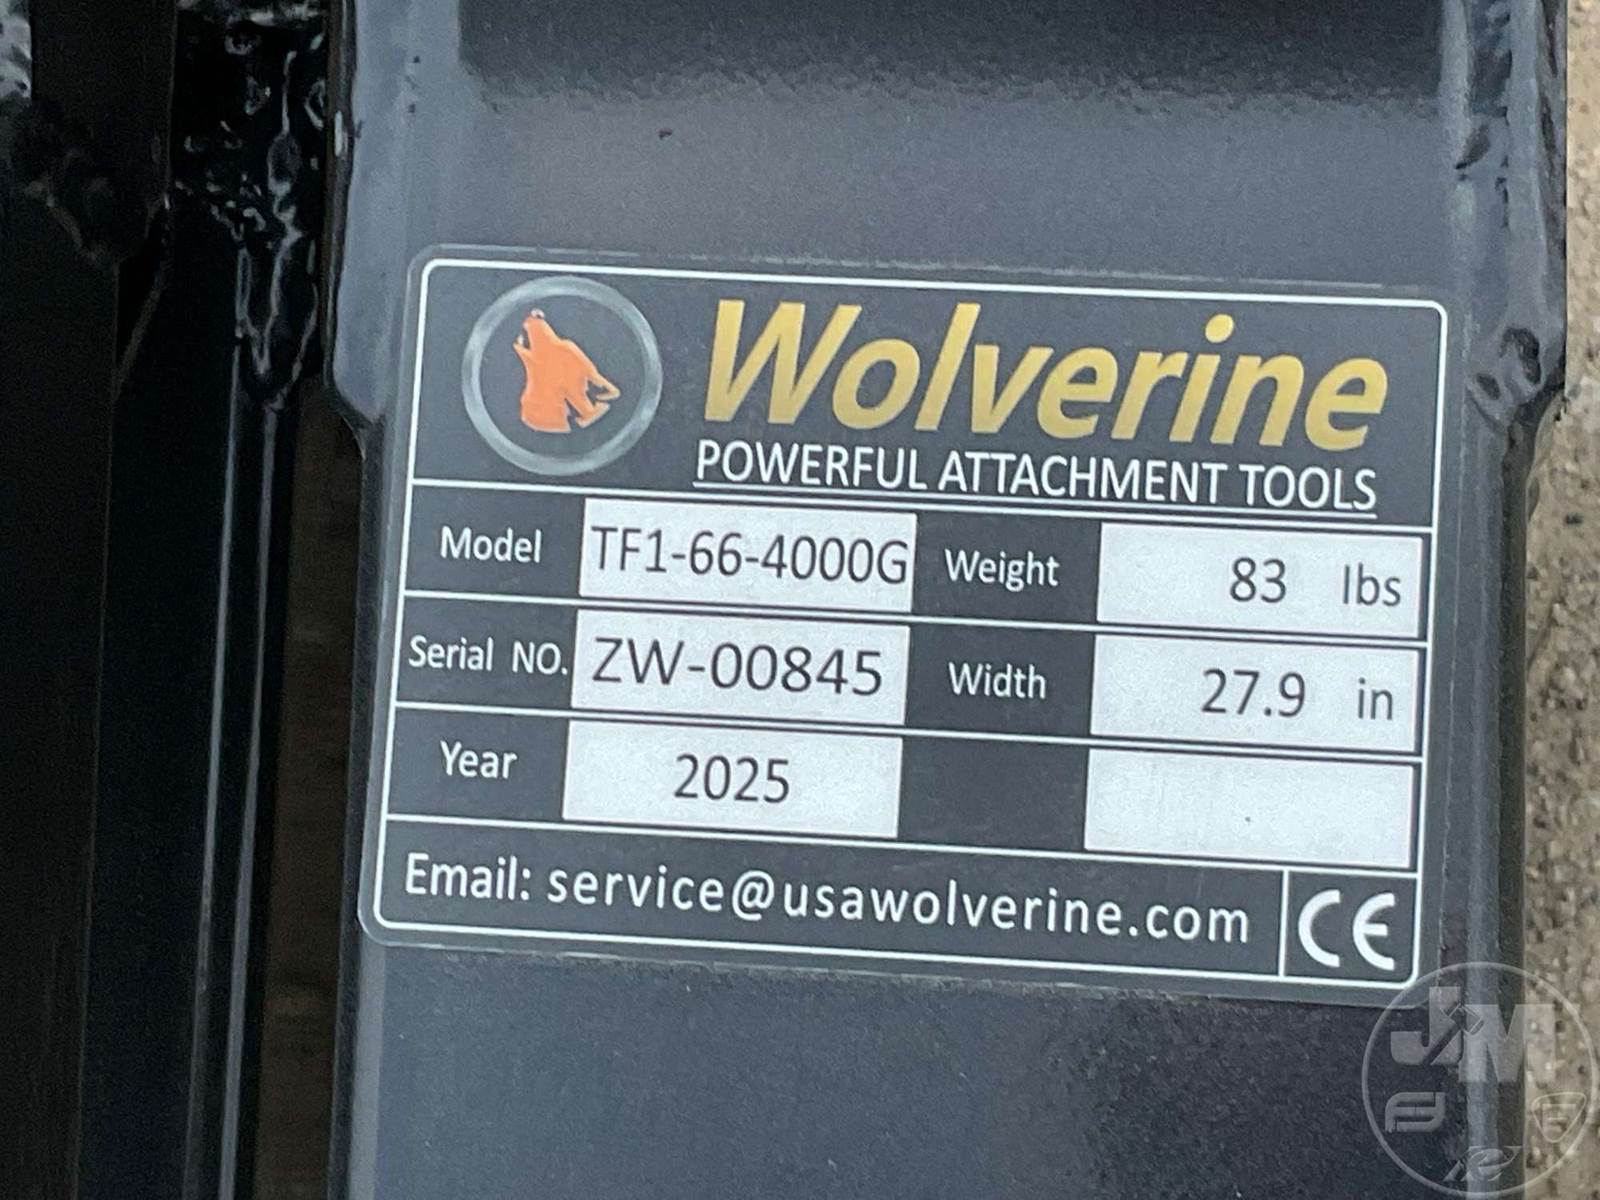 Wolverine
POWERFUL ATTACHMENT TOOLS
Model TF1-66-4000G Weight 83 lbs
Serial NO. ZW-00845 Width 27.9 in
Year 2025
Email: service@usawolverine.com CE
J M